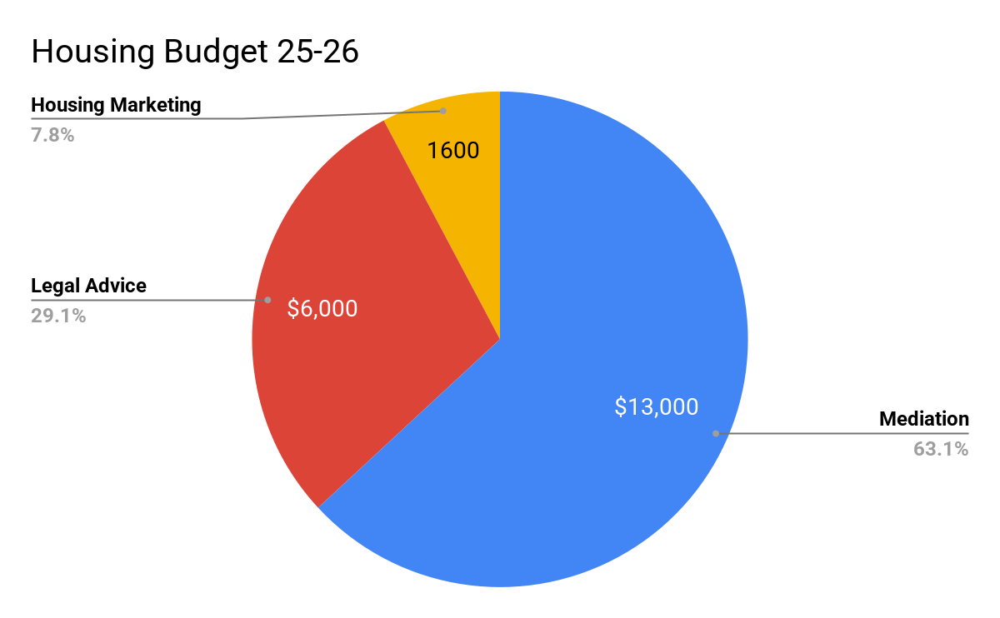 Housing Budget 25-26
Housing Marketing
7.8%
1600
Legal Advice
29.1%
$6,000
$13,000
Mediation
63.1%